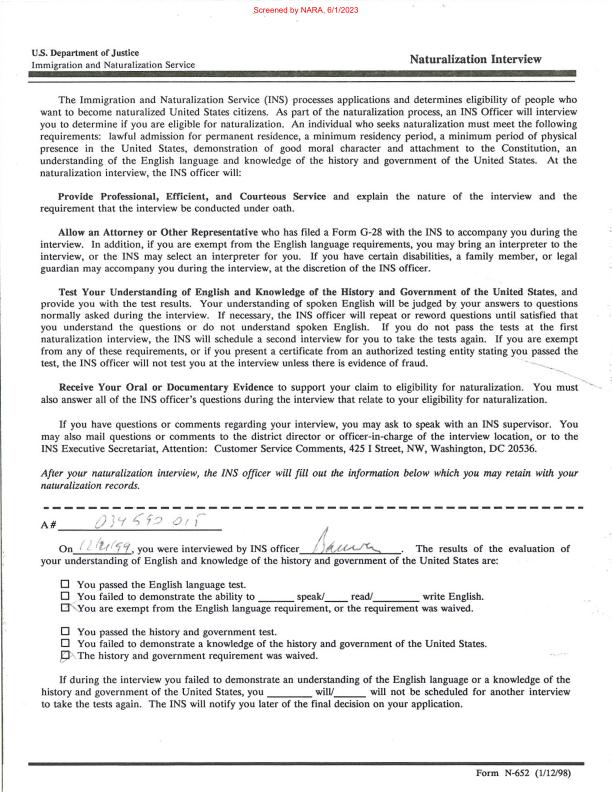 Screened by NARA, 6/1/2023
U.S. Department of Justice
Immigration and Naturalization Service
Naturalization Interview
The Immigration and Naturalization Service (INS) processes applications and determines eligibility of people who
want to become naturalized United States citizens. As part of the naturalization process, an INS Officer will interview
you to determine if you are eligible for naturalization. An individual who seeks naturalization must meet the following
requirements: lawful admission for permanent residence, a minimum residency period, a minimum period of physical
presence in the United States, demonstration of good moral character and attachment to the Constitution, an
understanding of the English language and knowledge of the history and government of the United States. At the
naturalization interview, the INS officer will:
Provide Professional, Efficient, and Courteous Service and explain the nature of the interview and the
requirement that the interview be conducted under oath.
Allow an Attorney or Other Representative who has filed a Form G-28 with the INS to accompany you during the
interview. In addition, if you are exempt from the English language requirements, you may bring an interpreter to the
interview, or the INS may select an interpreter for you. If you have certain disabilities, a family member, or legal
guardian may accompany you during the interview, at the discretion of the INS officer.
Test Your Understanding of English and Knowledge of the History and Government of the United States, and
provide you with the test results. Your understanding of spoken English will be judged by your answers to questions
normally asked during the interview. If necessary, the INS officer will repeat or reword questions until satisfied that
you understand the questions or do not understand spoken English. If you do not pass the tests at the first
naturalization interview, the INS will schedule a second interview for you to take the tests again. If you are exempt
from any of these requirements, or if you present a certificate from an authorized testing entity stating you passed the
test, the INS officer will not test you at the interview unless there is evidence of fraud.
Receive Your Oral or Documentary Evidence to support your claim to eligibility for naturalization. You must
also answer all of the INS officer's questions during the interview that relate to your eligibility for naturalization.
If you have questions or comments regarding your interview, you may ask to speak with an INS supervisor. You
may also mail questions or comments to the district director or officer-in-charge of the interview location, or to the
INS Executive Secretariat, Attention: Customer Service Comments, 425 I Street, NW, Washington, DC 20536.
After your naturalization interview, the INS officer will fill out the information below which you may retain with your
naturalization records.
A# 034 592 015
On , you were interviewed by INS officer . The results of the evaluation of
your understanding of English and knowledge of the history and government of the United States are:
You passed the English language test.
You failed to demonstrate the ability to ______ speak/____ read/________ write English.
You are exempt from the English language requirement, or the requirement was waived.
You passed the history and government test.
You failed to demonstrate a knowledge of the history and government of the United States.
The history and government requirement was waived.
If during the interview you failed to demonstrate an understanding of the English language or a knowledge of the
history and government of the United States, you ________ will/______ will not be scheduled for another interview
to take the tests again. The INS will notify you later of the final decision on your application.
Form N-652 (1/12/98)